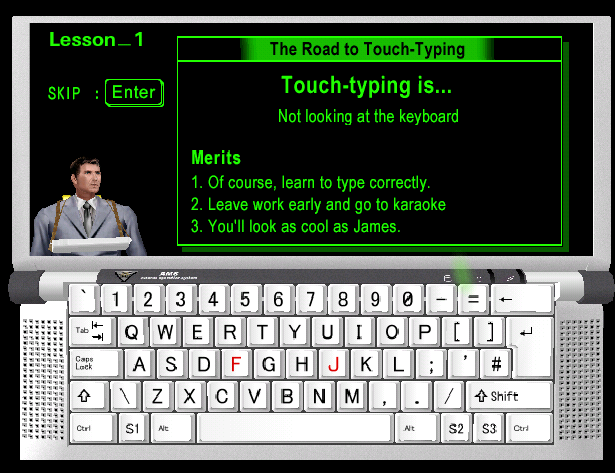 Lesson_1
The Road to Touch-Typing
SKIP : Enter
Touch-typing is...
Not looking at the keyboard
Merits
1. Of course, learn to type correctly.
2. Leave work early and go to karaoke
3. You'll look as cool as James.
AMS
` 1 2 3 4 5 6 7 8 9 0 - = ←
Tab Q W E R T Y U I O P [ ]
Caps Lock A S D F G H J K L ; ' #
\ Z X C V B N M , . / Shift
Ctrl S1 Alt Alt S2 S3 Ctrl